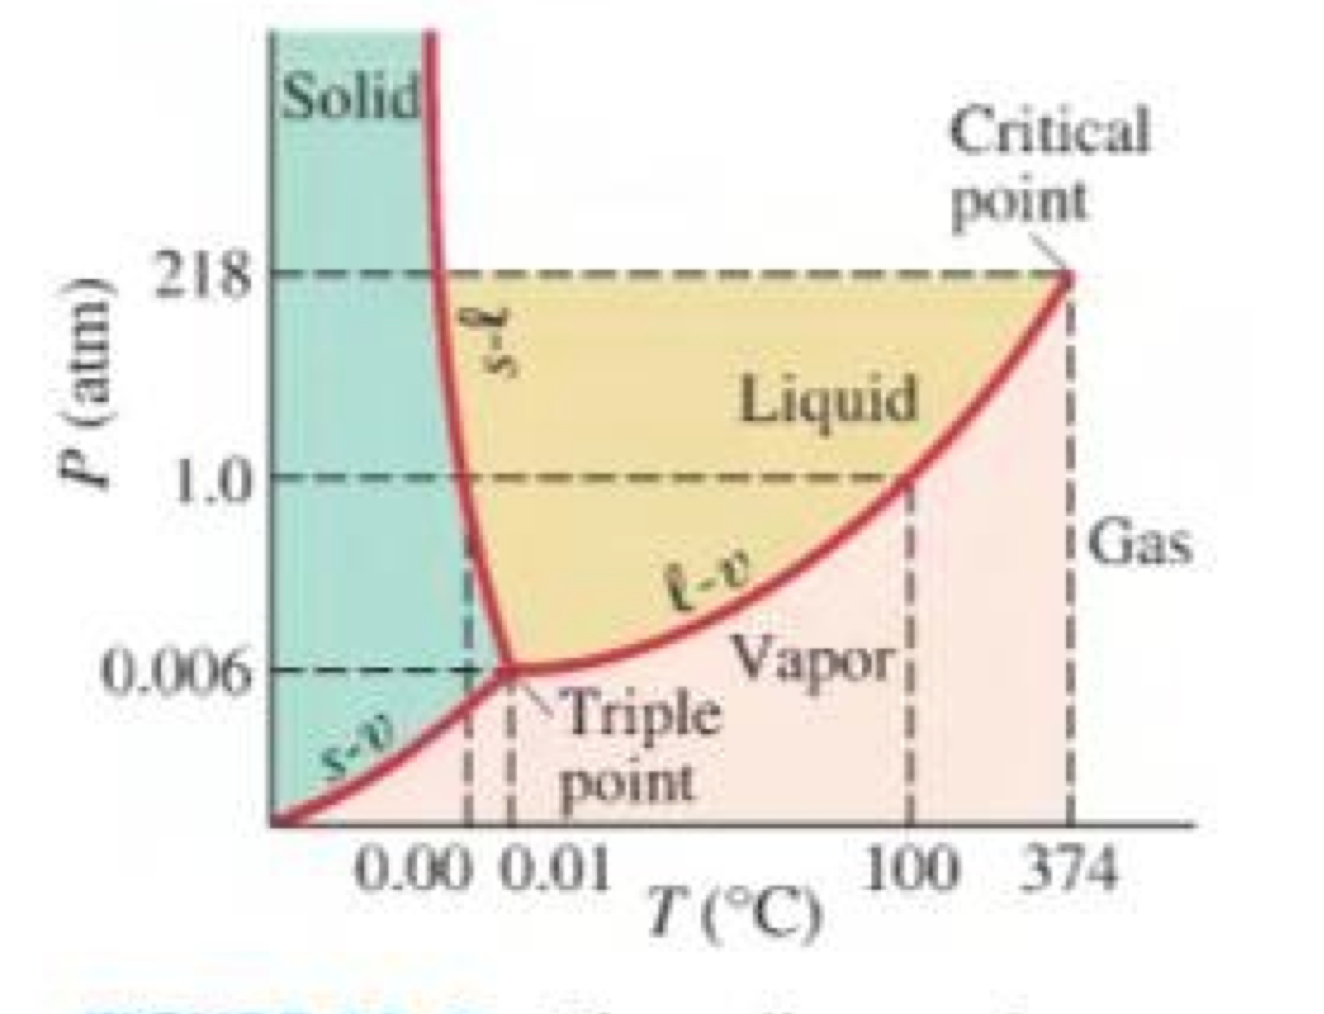 Solid
Critical
point
218
s-ℓ
P (atm)
Liquid
1.0
Gas
ℓ-v
Vapor
0.006
Triple
point
s-v
0.00 0.01 100 374
T (°C)